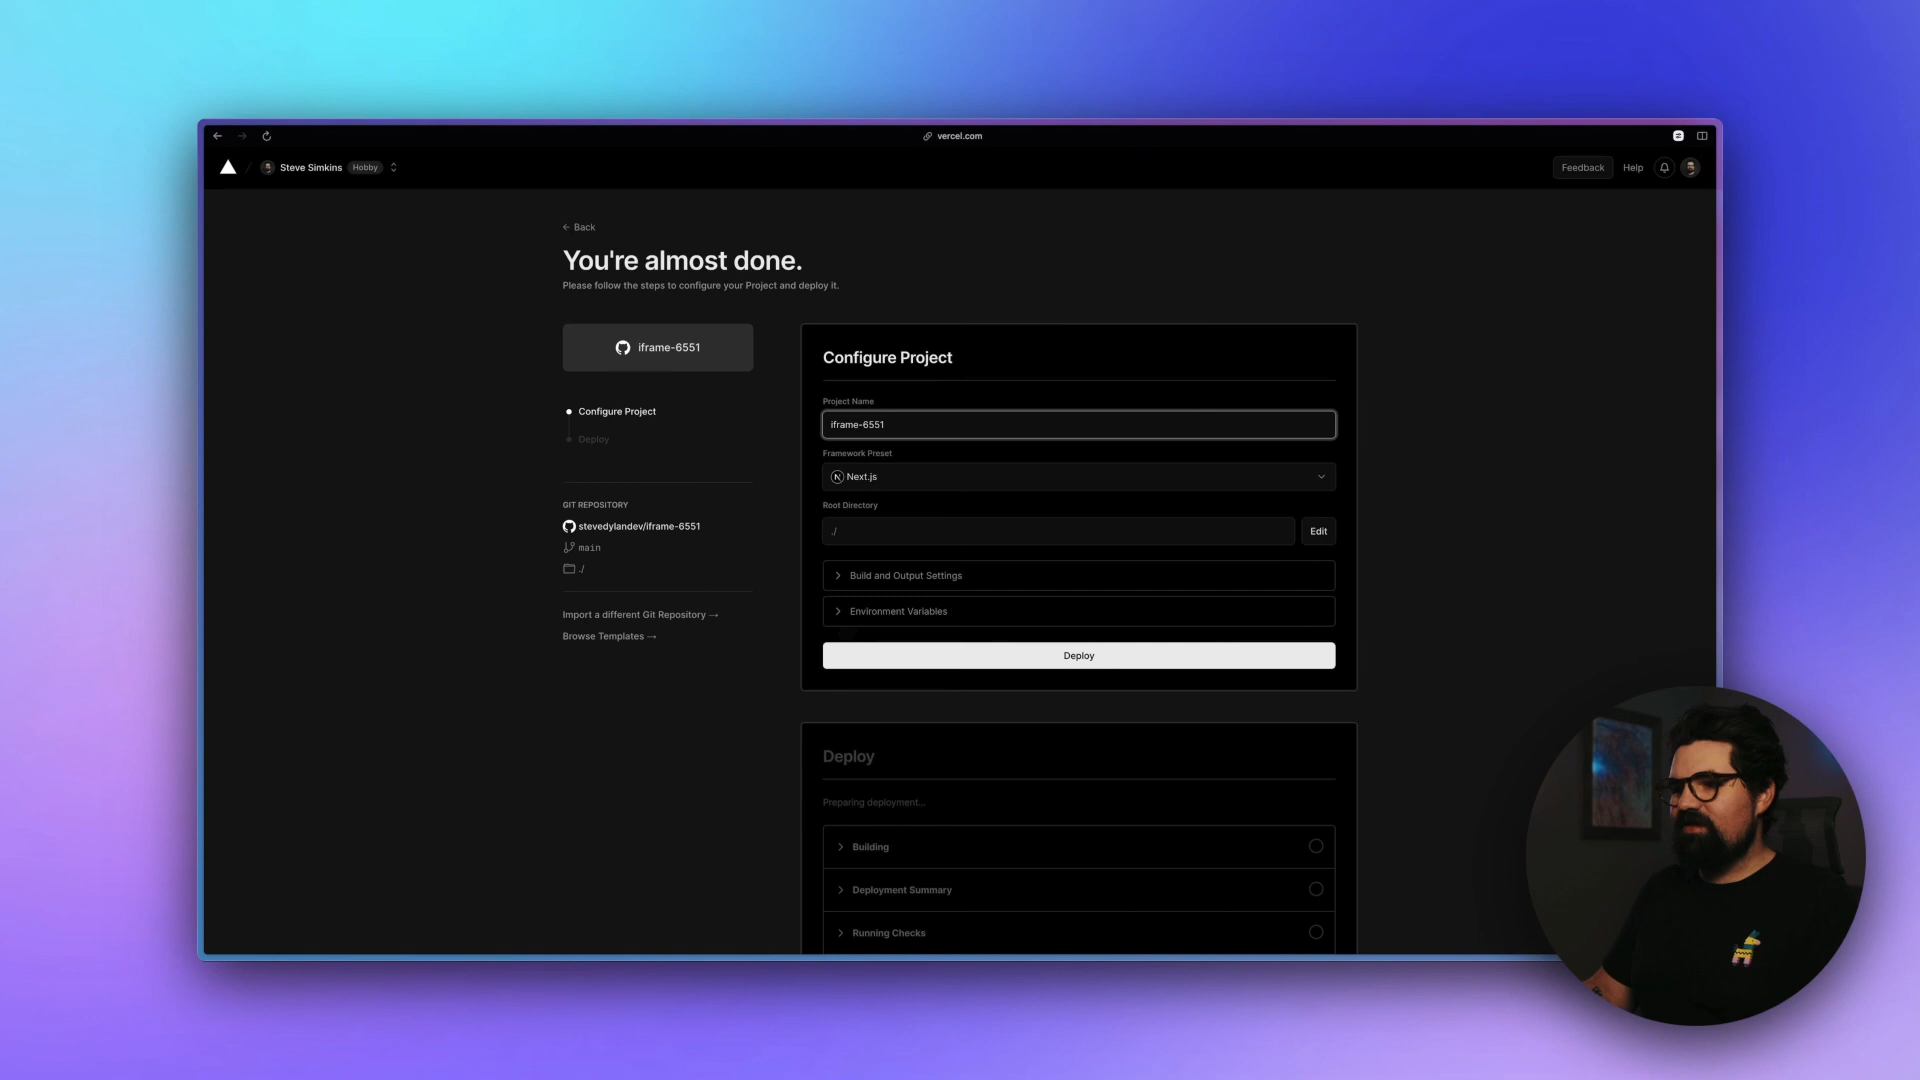 vercel.com
Steve Simkins Hobby
Feedback Help
← Back
You're almost done.
Please follow the steps to configure your Project and deploy it.
iframe-6551
Configure Project
Deploy
GIT REPOSITORY
stevedylandev/iframe-6551
main
./
Import a different Git Repository →
Browse Templates →
Configure Project
Project Name
iframe-6551
Framework Preset
N Next.js
Root Directory
./
Edit
Build and Output Settings
Environment Variables
Deploy
Deploy
Preparing deployment...
Building
Deployment Summary
Running Checks